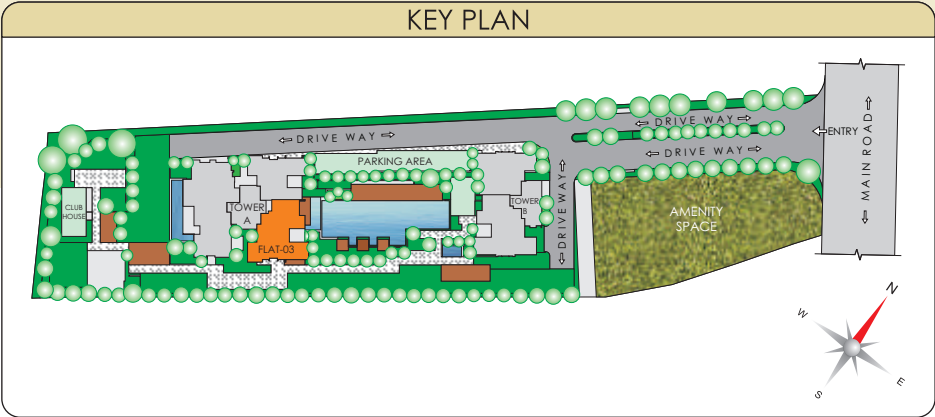 KEY PLAN
DRIVE WAY
ENTRY
MAIN ROAD
DRIVE WAY
DRIVE WAY
PARKING AREA
DRIVE WAY
CLUB
HOUSE
TOWER
A
TOWER
B
AMENITY
SPACE
FLAT-03
N
W
E
S